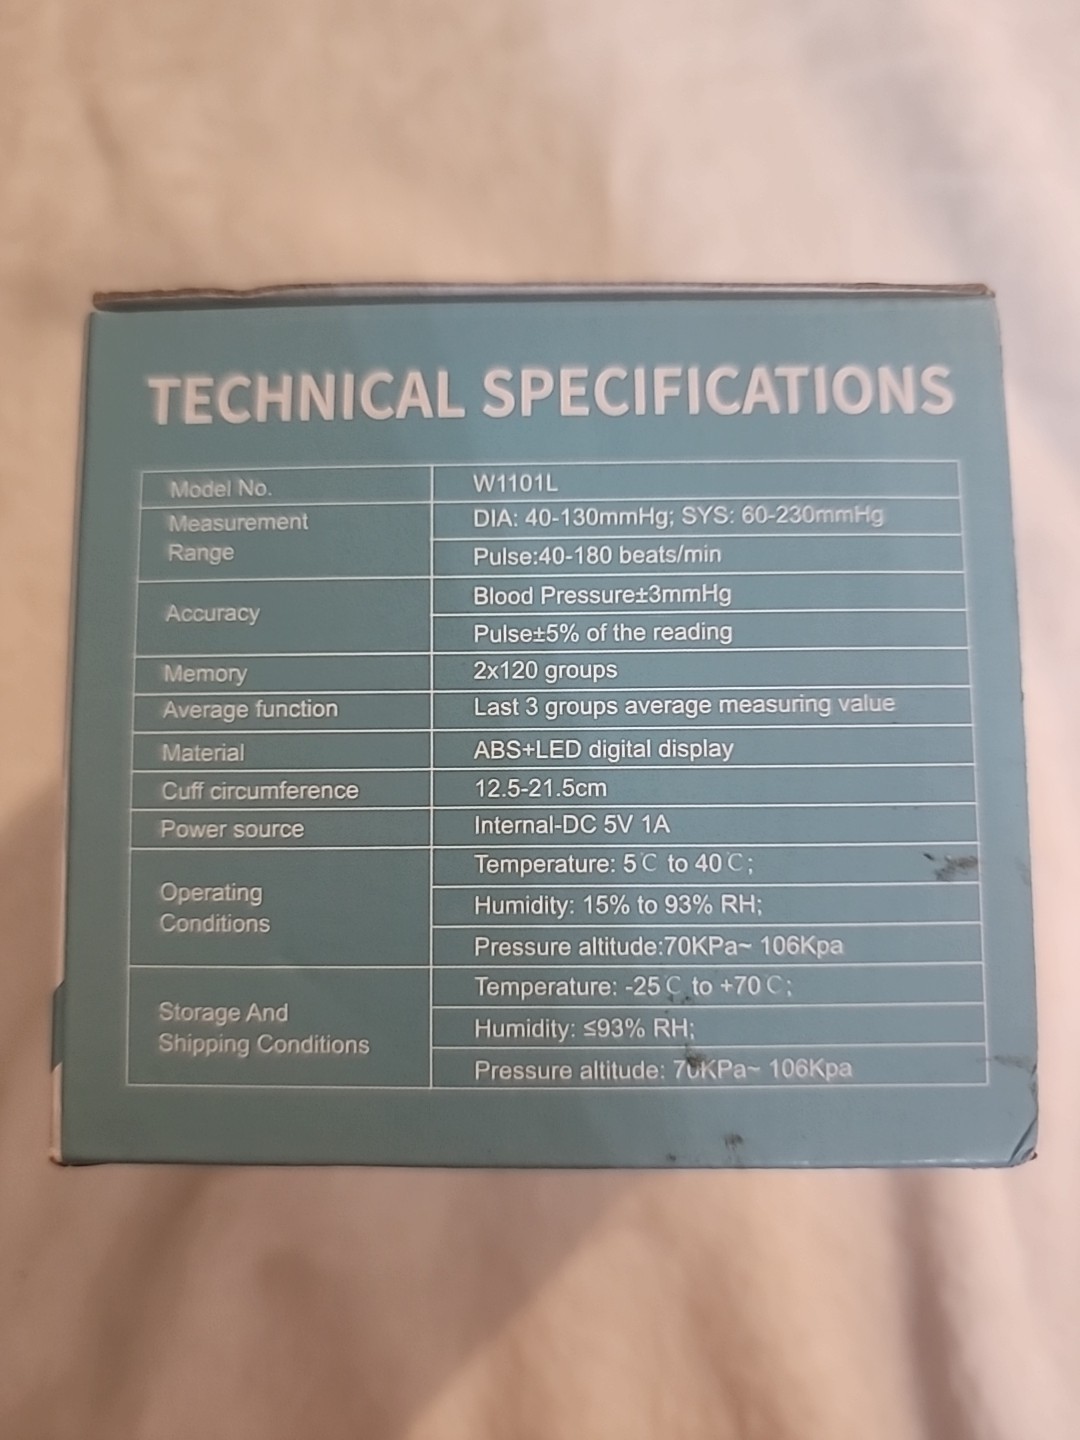 TECHNICAL SPECIFICATIONS
Model No.
W1101L
Measurement
Range
DIA: 40-130mmHg; SYS: 60-230mmHg
Pulse:40-180 beats/min
Accuracy
Blood Pressure±3mmHg
Pulse±5% of the reading
Memory
2x120 groups
Average function
Last 3 groups average measuring value
Material
ABS+LED digital display
Cuff circumference
12.5-21.5cm
Power source
Internal-DC 5V 1A
Operating
Conditions
Temperature: 5℃ to 40℃;
Humidity: 15% to 93% RH;
Pressure altitude:70KPa~ 106Kpa
Storage And
Shipping Conditions
Temperature: -25℃ to +70℃;
Humidity: ≤93% RH;
Pressure altitude: 70KPa~ 106Kpa